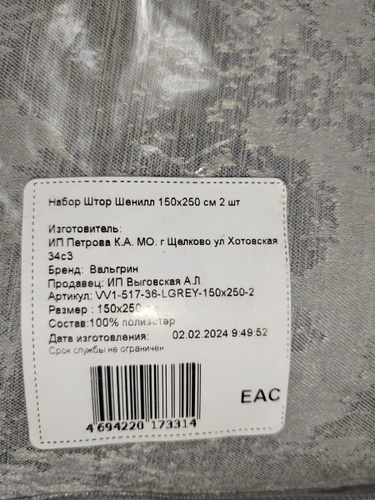 Набор Штор Шенилл 150х250 см 2 шт
Изготовитель:
ИП Петрова К.А. МО. г Щелково ул Хотовская
34с3
Бренд: Вальгрин
Продавец: ИП Выговская А.Л
Артикул: VV1-517-36-LGREY-150x250-2
Размер : 150х250
Состав:100% полиэстер
Дата изготовления: 02.02.2024 9:49:52
Срок службы не ограничен
EAC
4 694220 173314